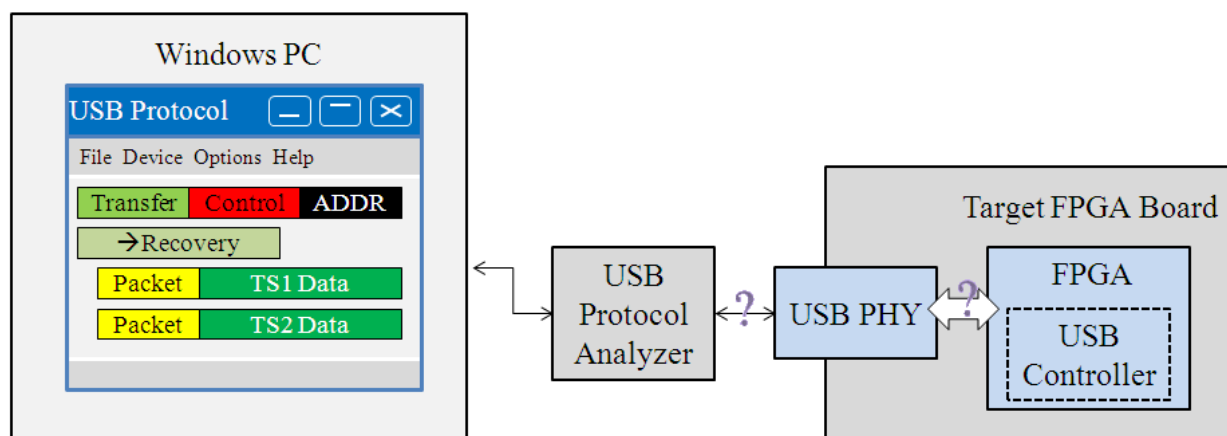 Windows PC
USB Protocol
File Device Options Help
Transfer Control ADDR
→Recovery
Packet TS1 Data
Packet TS2 Data
USB
Protocol
Analyzer
?
USB PHY
?
Target FPGA Board
FPGA
USB
Controller